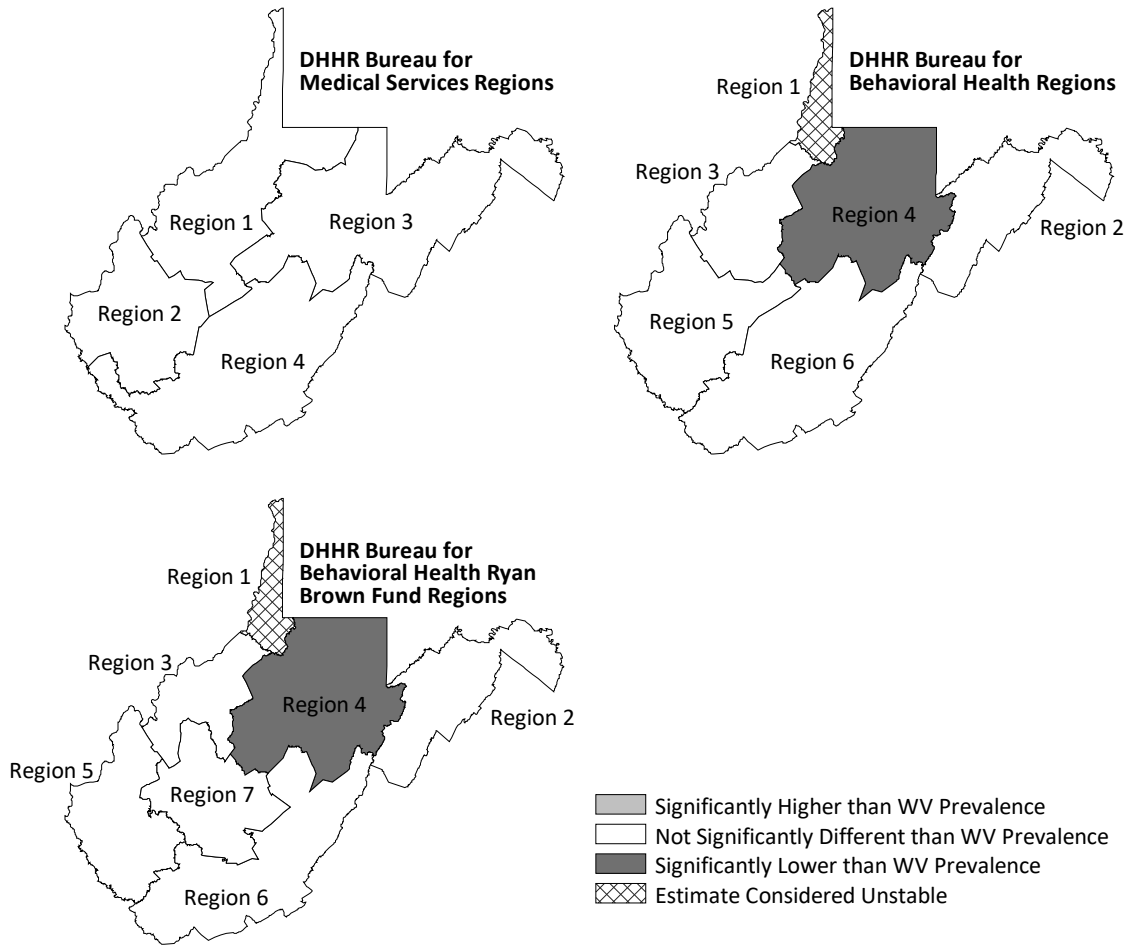 DHHR Bureau for
Medical Services Regions
Region 1
Region 3
Region 2
Region 4
DHHR Bureau for
Behavioral Health Regions
Region 1
Region 3
Region 4
Region 2
Region 5
Region 6
DHHR Bureau for
Behavioral Health Ryan
Brown Fund Regions
Region 1
Region 3
Region 4
Region 2
Region 5
Region 7
Region 6
Significantly Higher than WV Prevalence
Not Significantly Different than WV Prevalence
Significantly Lower than WV Prevalence
Estimate Considered Unstable